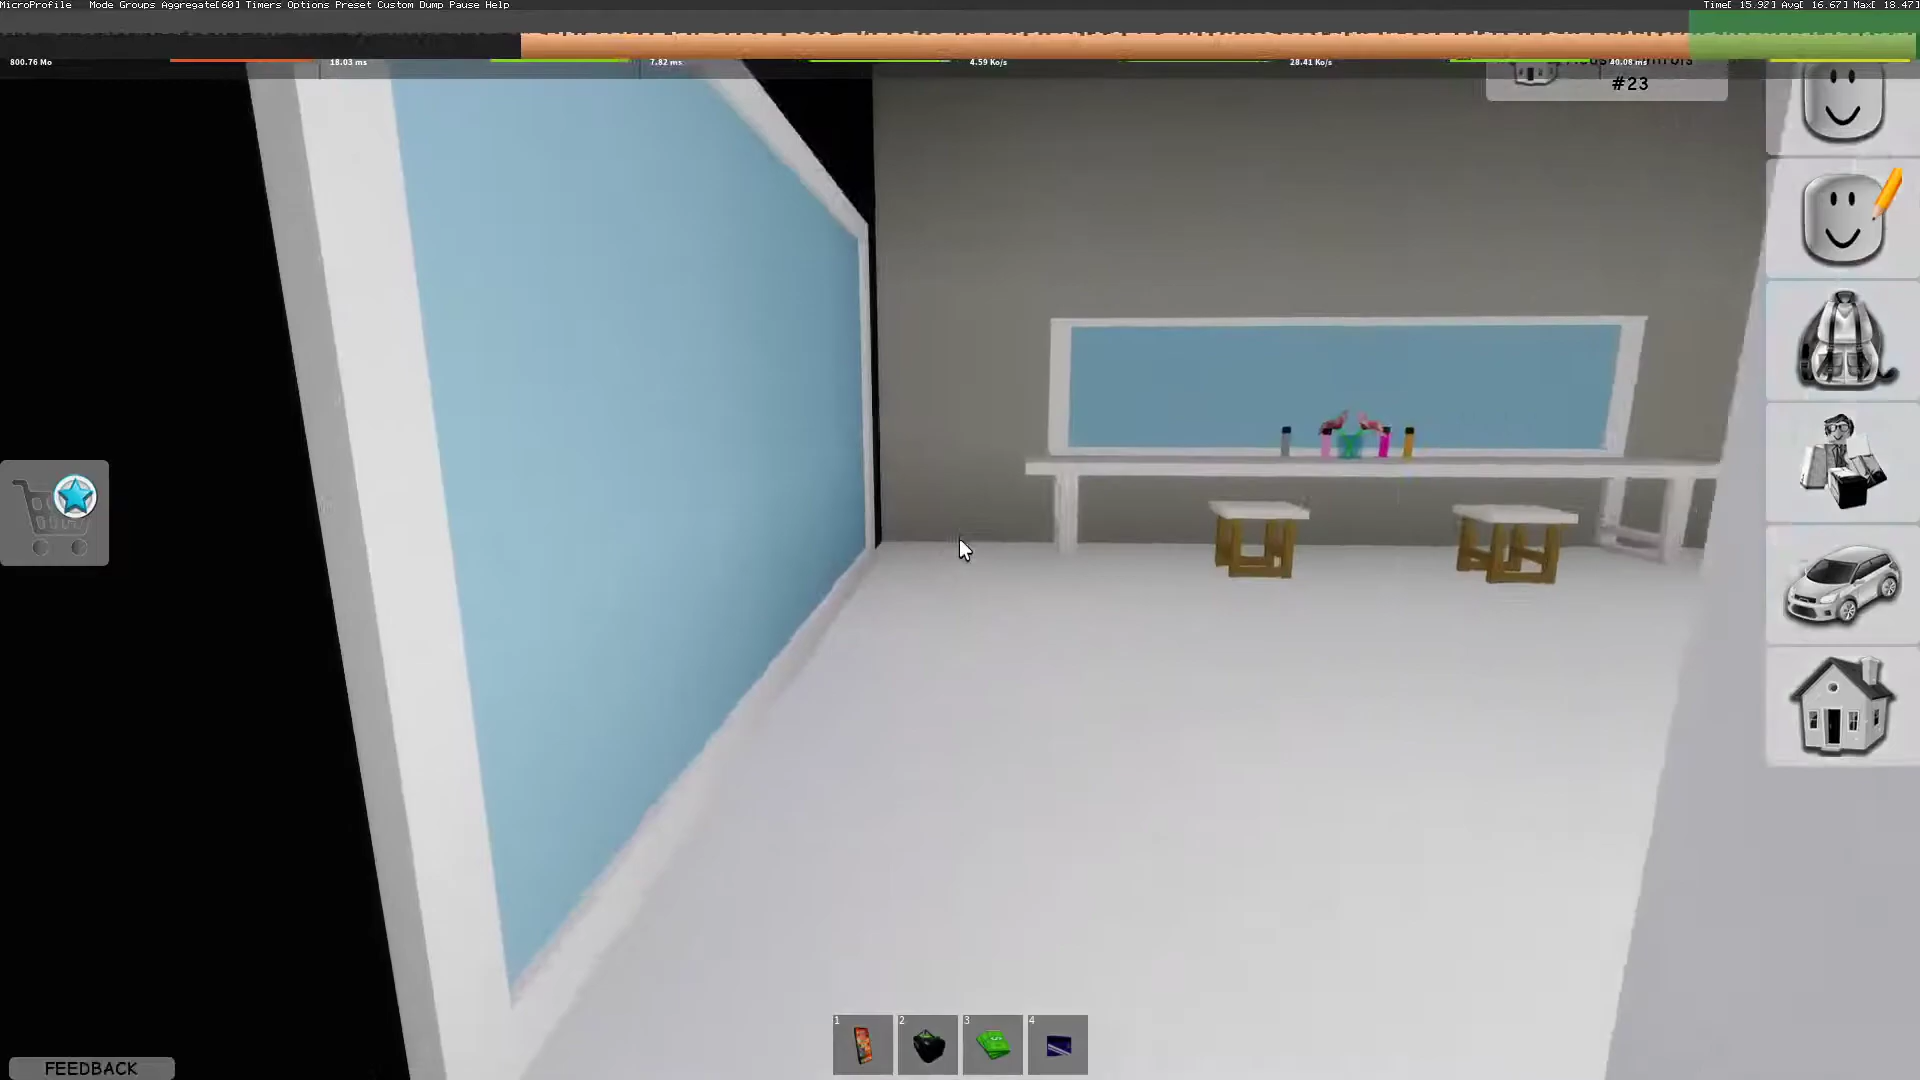 MicroProfile Mode Groups Aggregate[60] Timers Options Preset Custom Dump Pause Help
Time[ 15.92] Avg[ 16.67] Max[ 18.47]
800.76 Mo
18.03 ms
7.82 ms
4.59 Ko/s
28.41 Ko/s
40.08 ms
#23
1
2
3
4
FEEDBACK